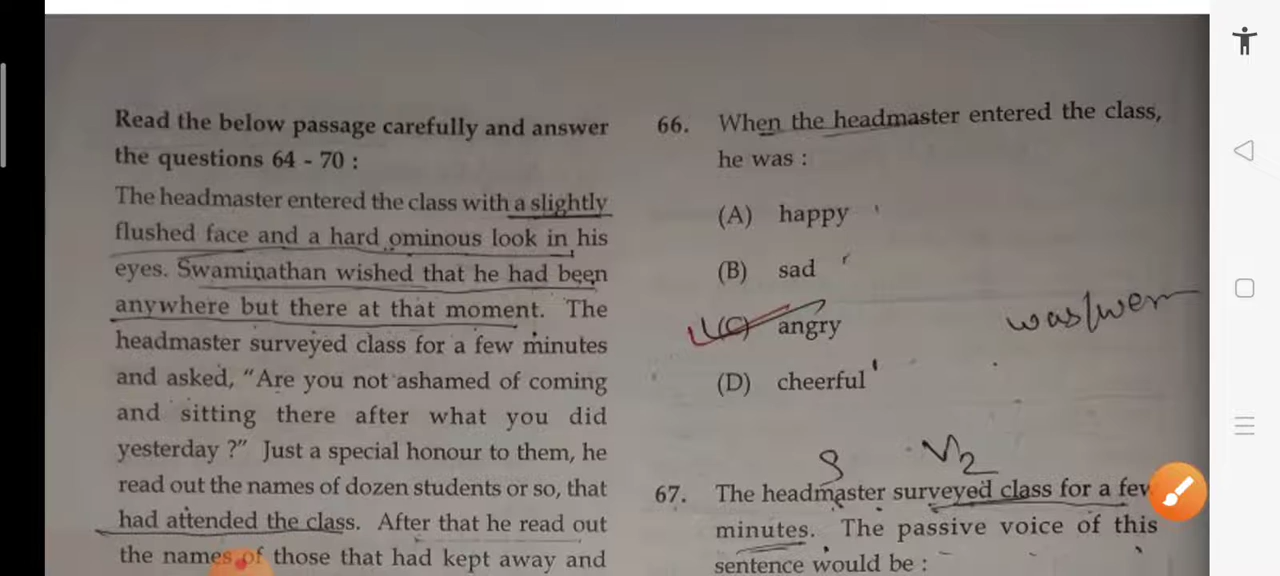 Read the below passage carefully and answer
the questions 64 - 70 :
The headmaster entered the class with a slightly
flushed face and a hard ominous look in his
eyes. Swaminathan wished that he had been
anywhere but there at that moment. The
headmaster surveyed class for a few minutes
and asked, “Are you not ashamed of coming
and sitting there after what you did
yesterday ?” Just a special honour to them, he
read out the names of dozen students or so, that
had attended the class. After that he read out
the names of those that had kept away and
66. When the headmaster entered the class,
he was :
(A) happy
(B) sad
(C) angry
(D) cheerful
was/wer
S V2
67. The headmaster surveyed class for a few
minutes. The passive voice of this
sentence would be :